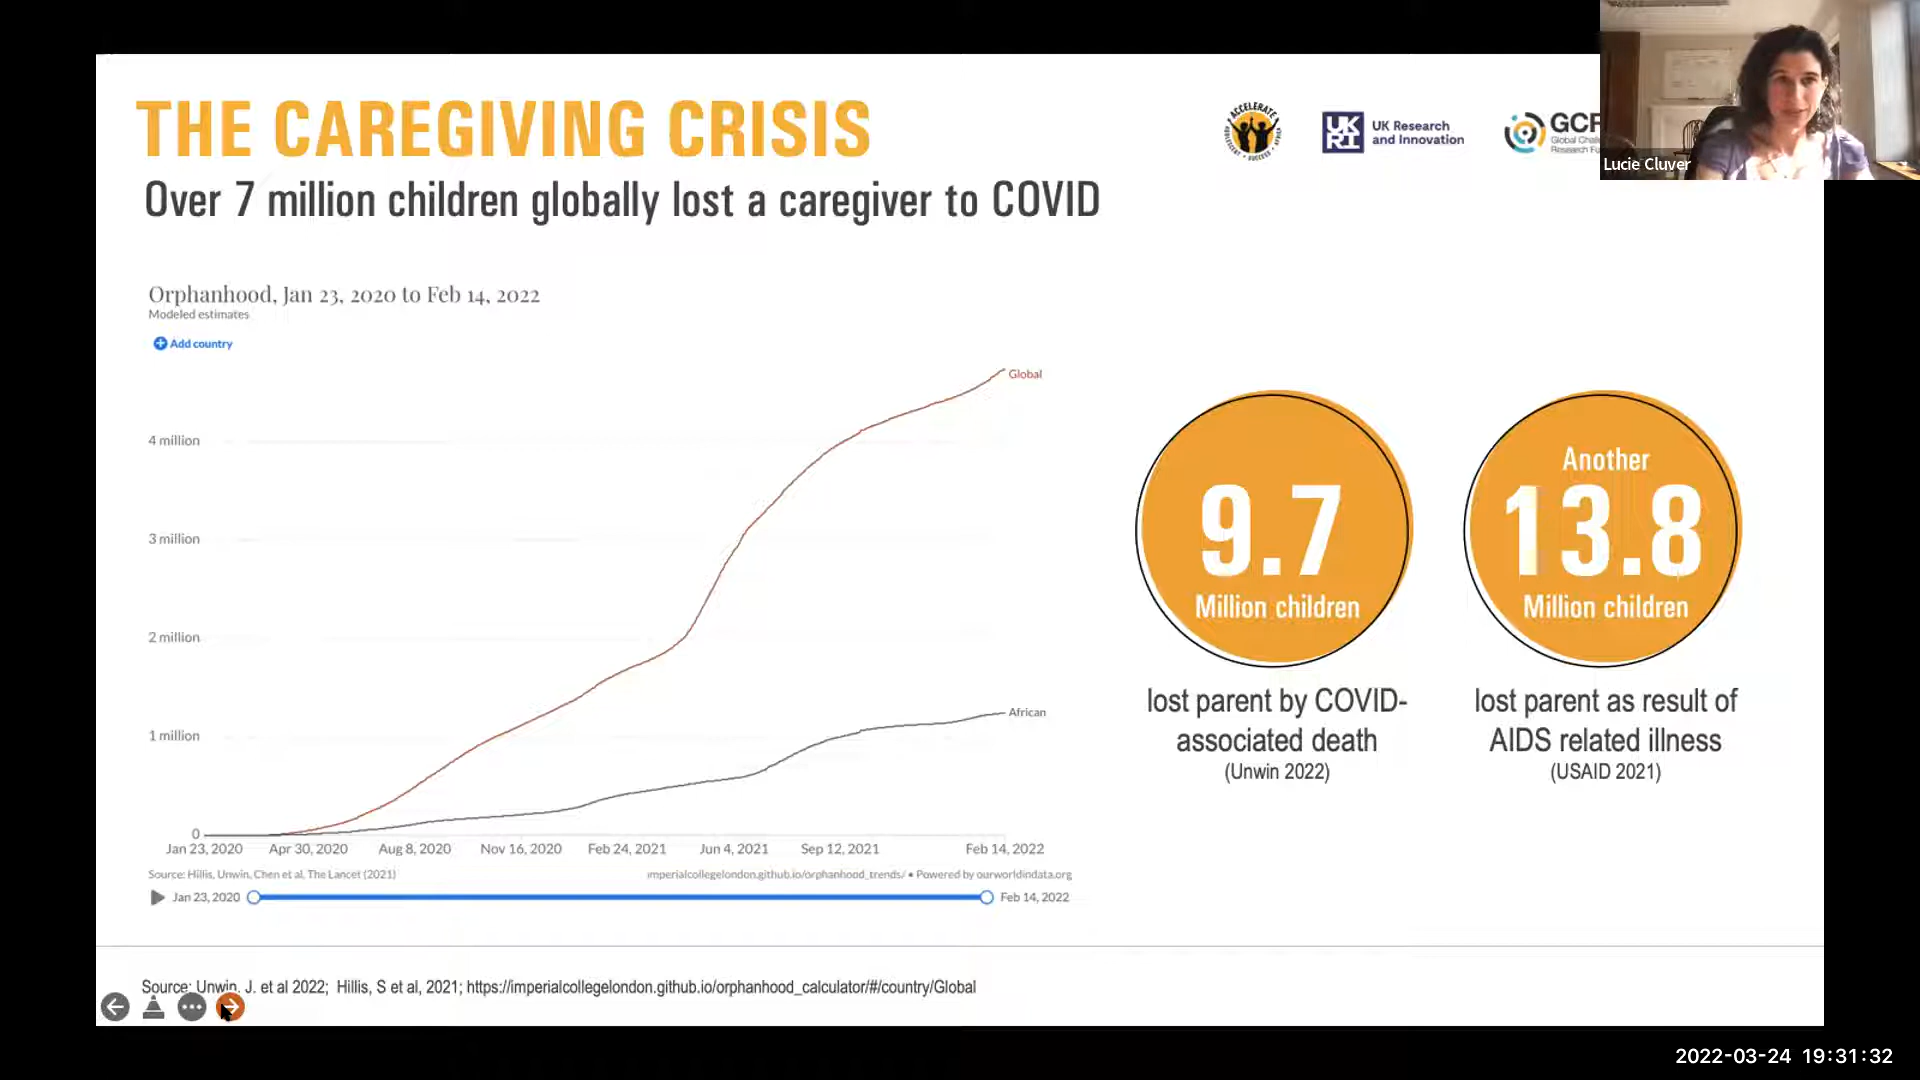 THE CAREGIVING CRISIS
Over 7 million children globally lost a caregiver to COVID
ACCELERATE
UK
RI
UK Research
and Innovation
Lucie Cluver
Orphanhood, Jan 23, 2020 to Feb 14, 2022
Modeled estimates
Add country
Global
4 million
3 million
2 million
African
1 million
0
Jan 23, 2020 Apr 30, 2020 Aug 8, 2020 Nov 16, 2020 Feb 24, 2021 Jun 4, 2021 Sep 12, 2021 Feb 14, 2022
Source: Hillis, Unwin, Chen et al, The Lancet (2021) imperialcollegelondon.github.io/orphanhood_trends/ • Powered by ourworldindata.org
Jan 23, 2020 Feb 14, 2022
9.7
Million children
lost parent by COVID-
associated death
(Unwin 2022)
Another
13.8
Million children
lost parent as result of
AIDS related illness
(USAID 2021)
Source: Unwin, J. et al 2022; Hillis, S et al, 2021; https://imperialcollegelondon.github.io/orphanhood_calculator/#/country/Global
2022-03-24 19:31:32